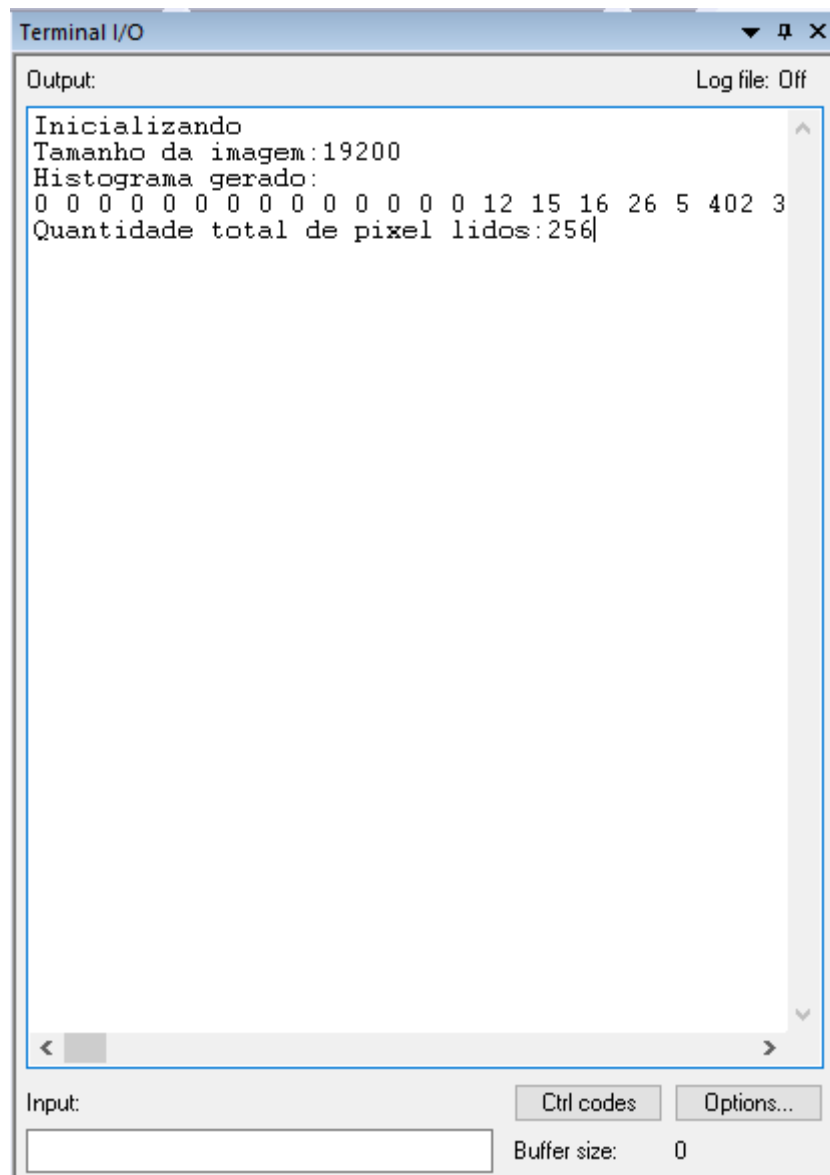 Terminal I/O
Output: Log file: Off
Inicializando
Tamanho da imagem:19200
Histograma gerado:
0 0 0 0 0 0 0 0 0 0 0 0 0 0 12 15 16 26 5 402 3
Quantidade total de pixel lidos:256
Input: Ctrl codes Options...
Buffer size: 0